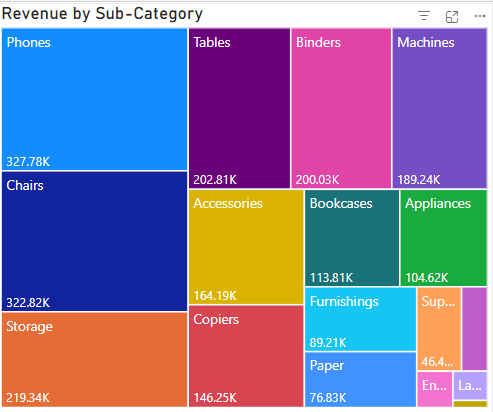 Revenue by Sub-Category
Phones
327.78K
Chairs
322.82K
Storage
219.34K
Tables
202.81K
Binders
200.03K
Machines
189.24K
Accessories
164.19K
Copiers
146.25K
Bookcases
113.81K
Appliances
104.62K
Furnishings
89.21K
Paper
76.83K
Sup...
46.4...
En...
La...